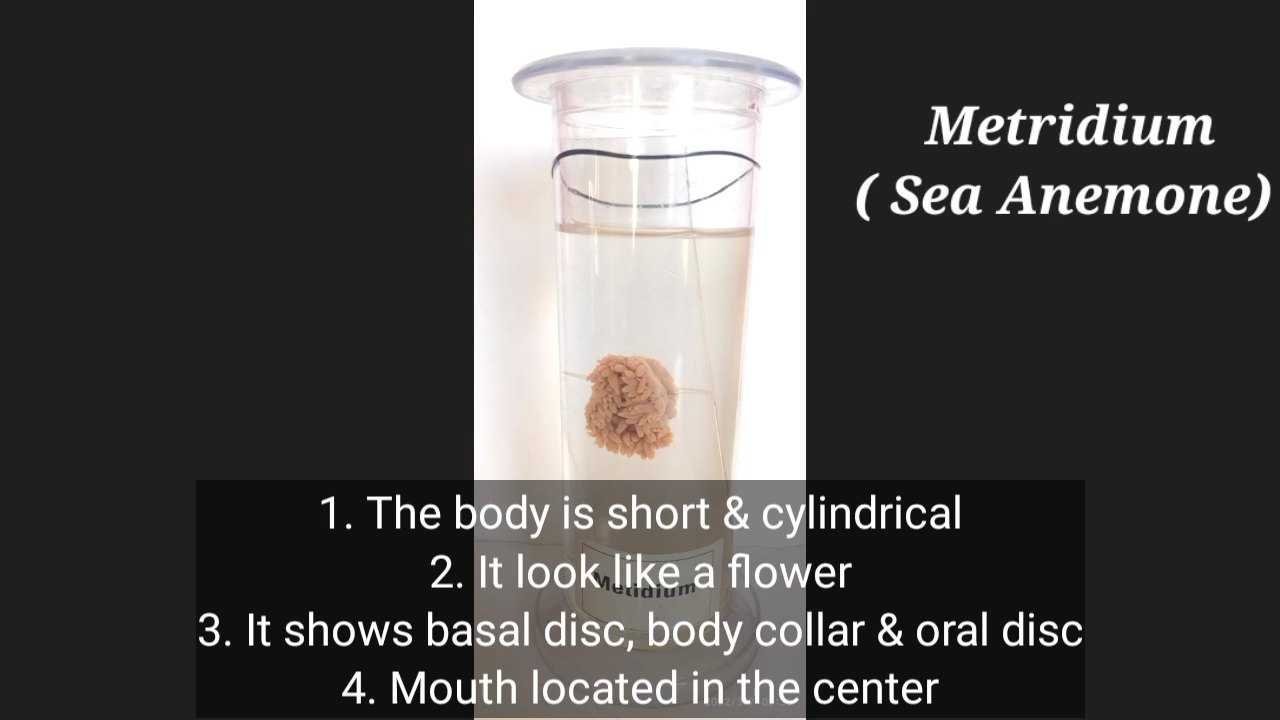 Metridium
( Sea Anemone)
1. The body is short & cylindrical
2. It look like a flower
Metidium
3. It shows basal disc, body collar & oral disc
4. Mouth located in the center